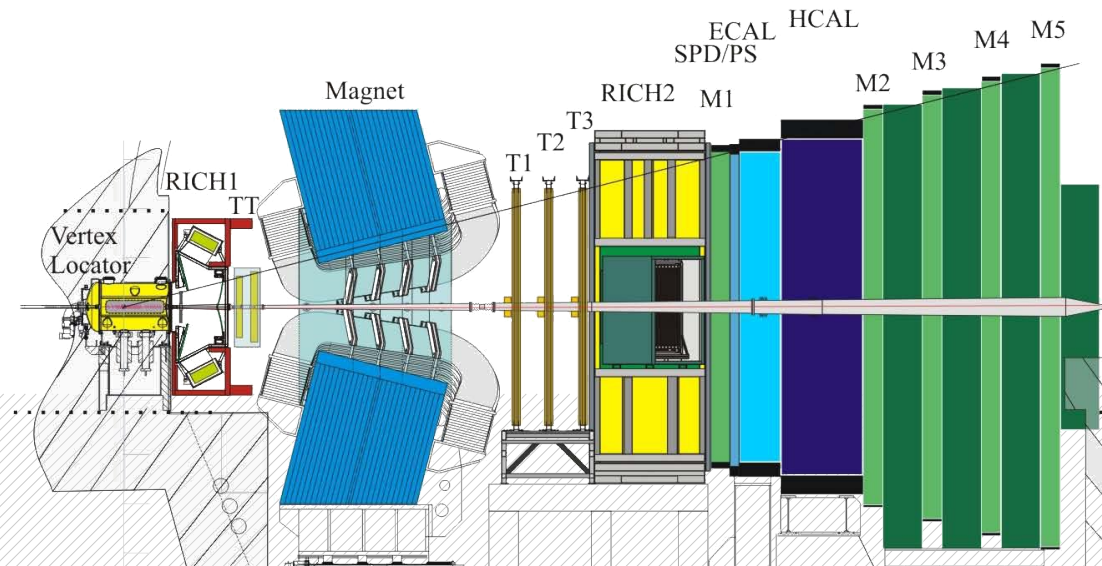 HCAL
M5
ECAL
M4
SPD/PS
M3
M2
Magnet
RICH2
M1
T3
T2
T1
RICH1
TT
Vertex
Locator